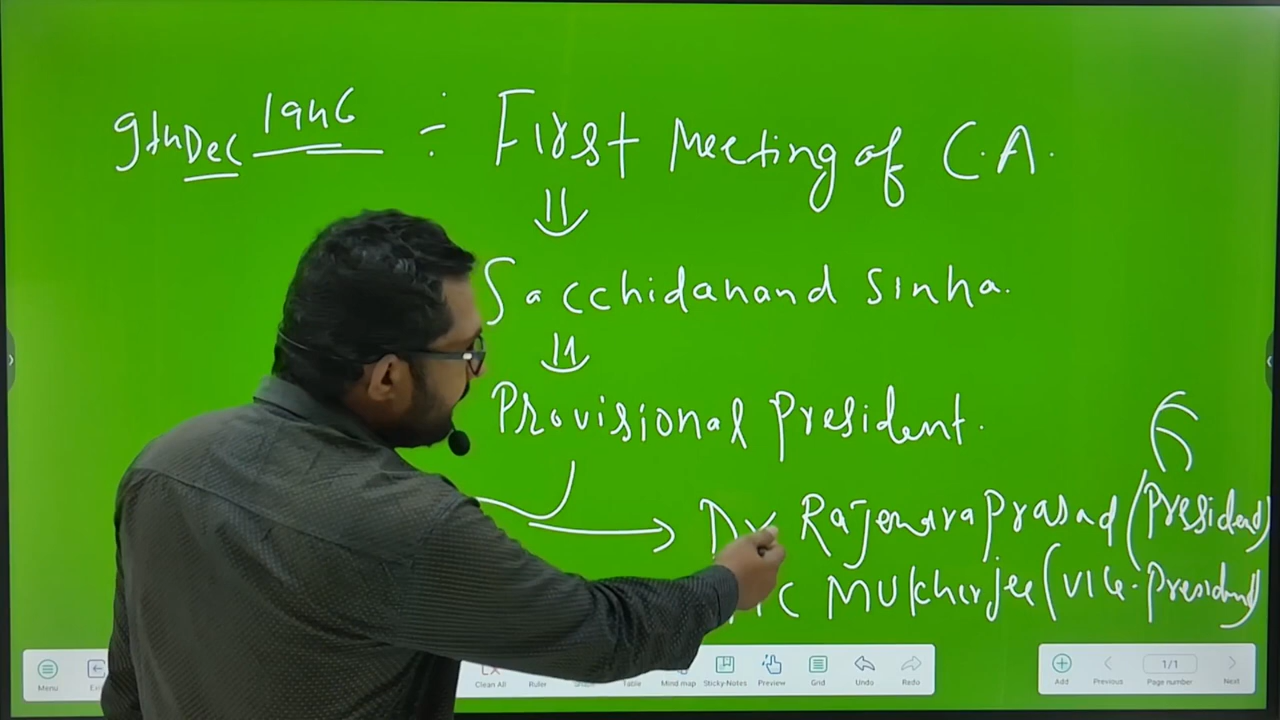 9th Dec 1946 : First Meeting of C.A.
Sacchidanand Sinha.
Provisional President.
Dr Rajendra Prasad (President)
Mukherjee (Vice-President)
Menu
Clean All
Ruler
Table
Mind map
Sticky-Notes
Preview
Grid
Undo
Redo
Add
Previous
1/1
Page number
Next